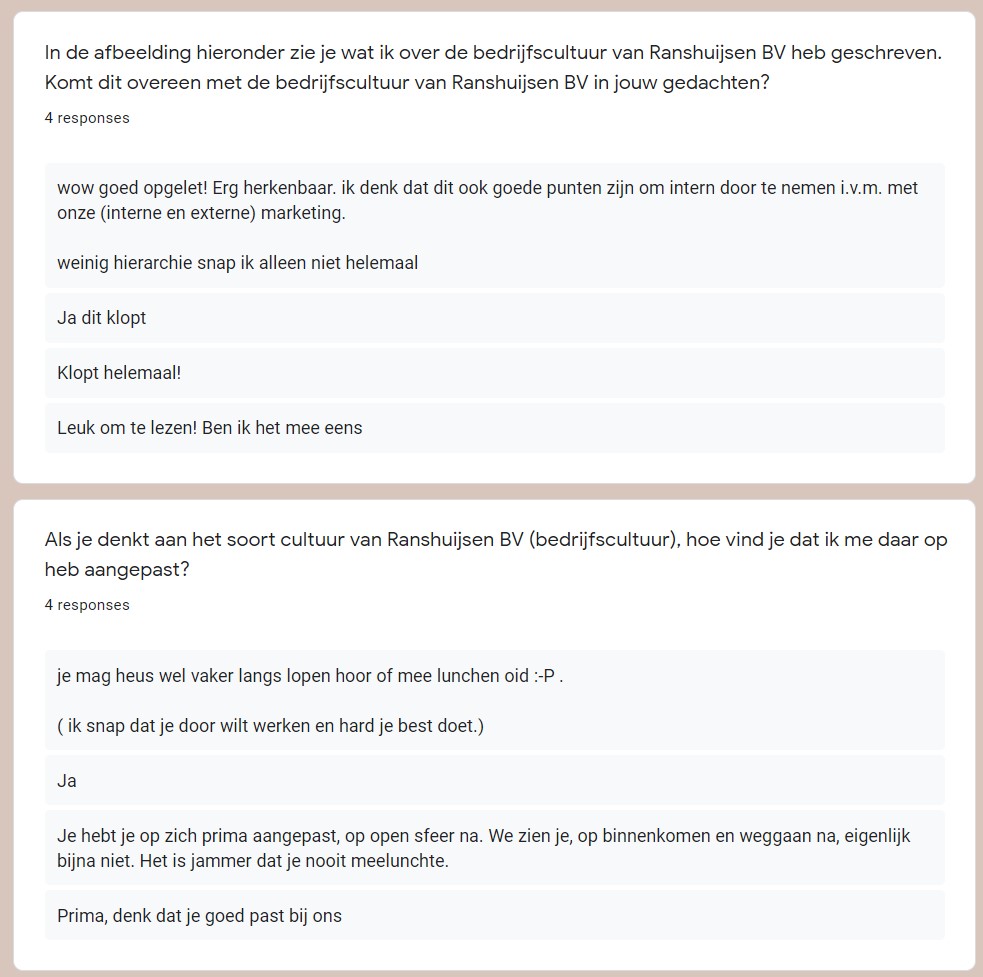 In de afbeelding hieronder zie je wat ik over de bedrijfscultuur van Ranshuijsen BV heb geschreven.
Komt dit overeen met de bedrijfscultuur van Ranshuijsen BV in jouw gedachten?
4 responses
wow goed opgelet! Erg herkenbaar. ik denk dat dit ook goede punten zijn om intern door te nemen i.v.m. met
onze (interne en externe) marketing.
weinig hierarchie snap ik alleen niet helemaal
Ja dit klopt
Klopt helemaal!
Leuk om te lezen! Ben ik het mee eens
Als je denkt aan het soort cultuur van Ranshuijsen BV (bedrijfscultuur), hoe vind je dat ik me daar op
heb aangepast?
4 responses
je mag heus wel vaker langs lopen hoor of mee lunchen oid :-P .
( ik snap dat je door wilt werken en hard je best doet.)
Ja
Je hebt je op zich prima aangepast, op open sfeer na. We zien je, op binnenkomen en weggaan na, eigenlijk
bijna niet. Het is jammer dat je nooit meelunchte.
Prima, denk dat je goed past bij ons